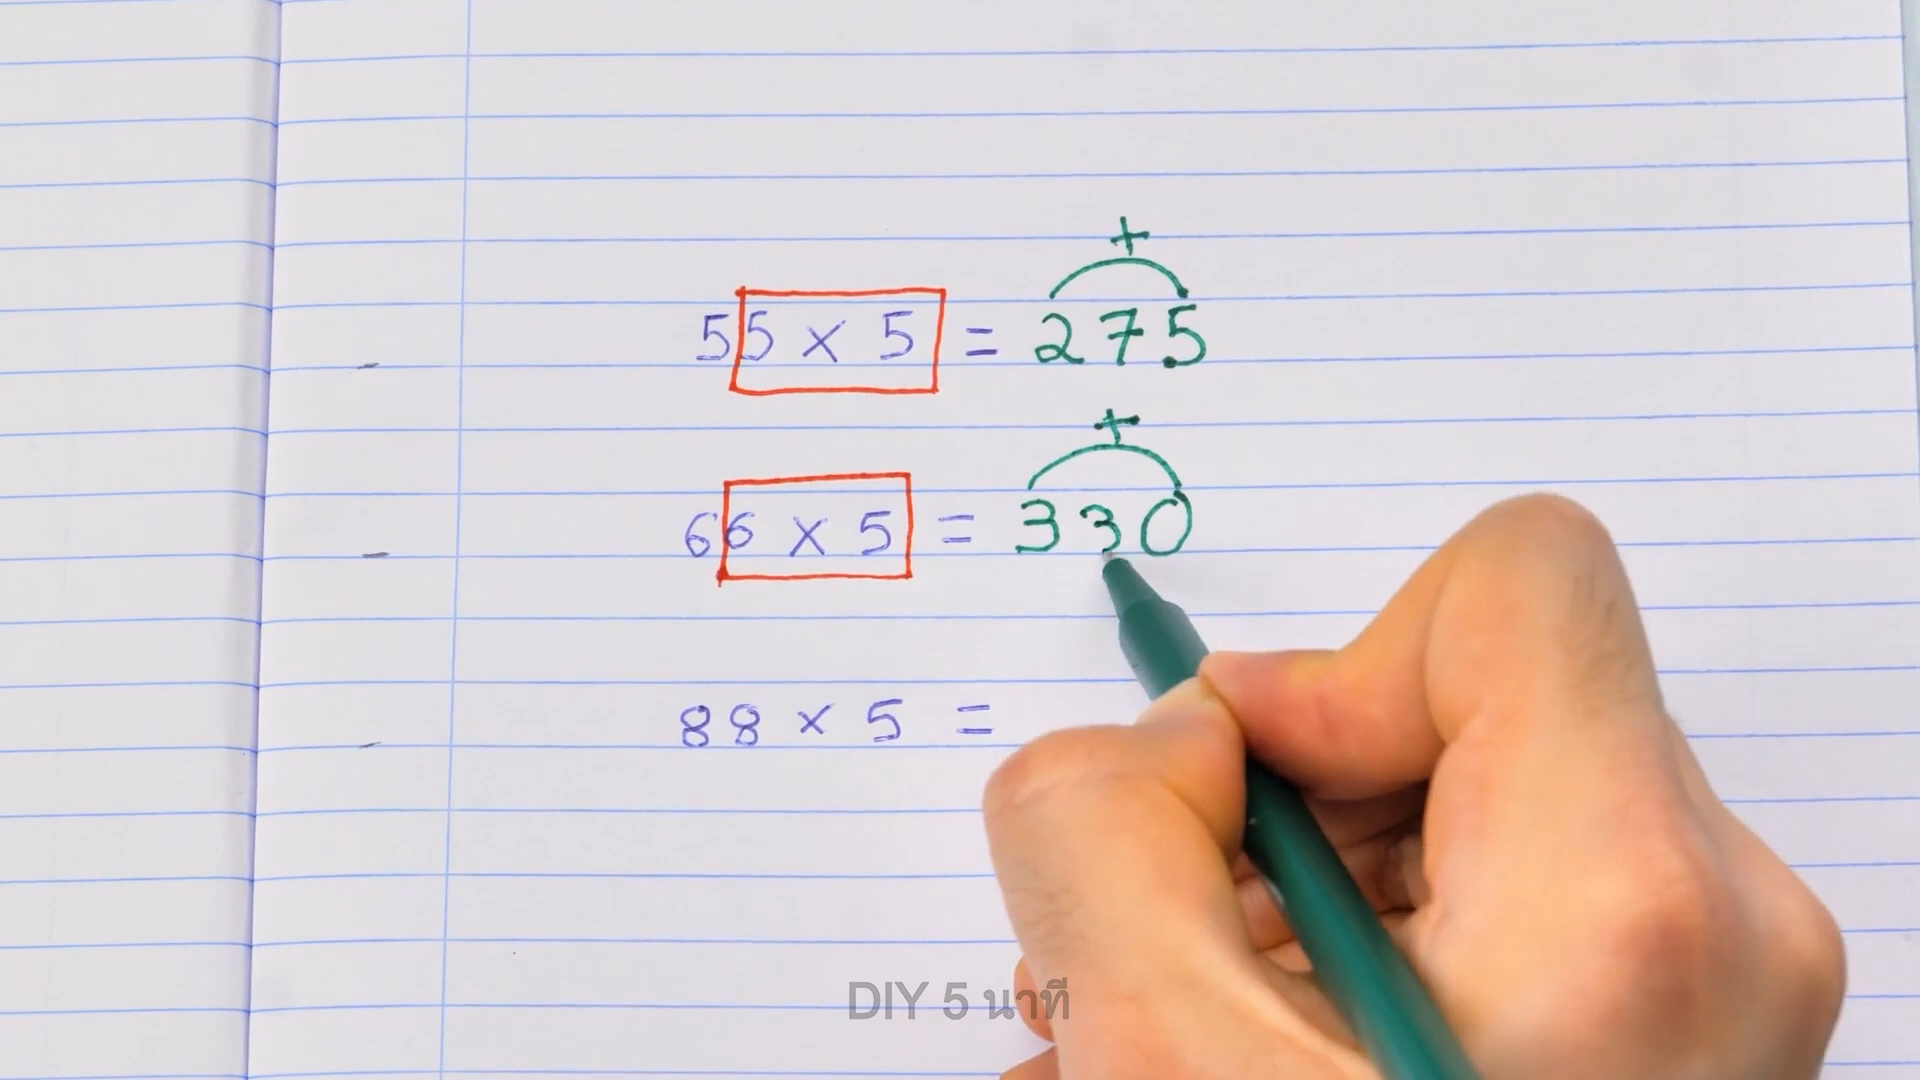 +
55 x 5 = 275
+
66 x 5 = 330
88 x 5 =
DIY 5 นาที